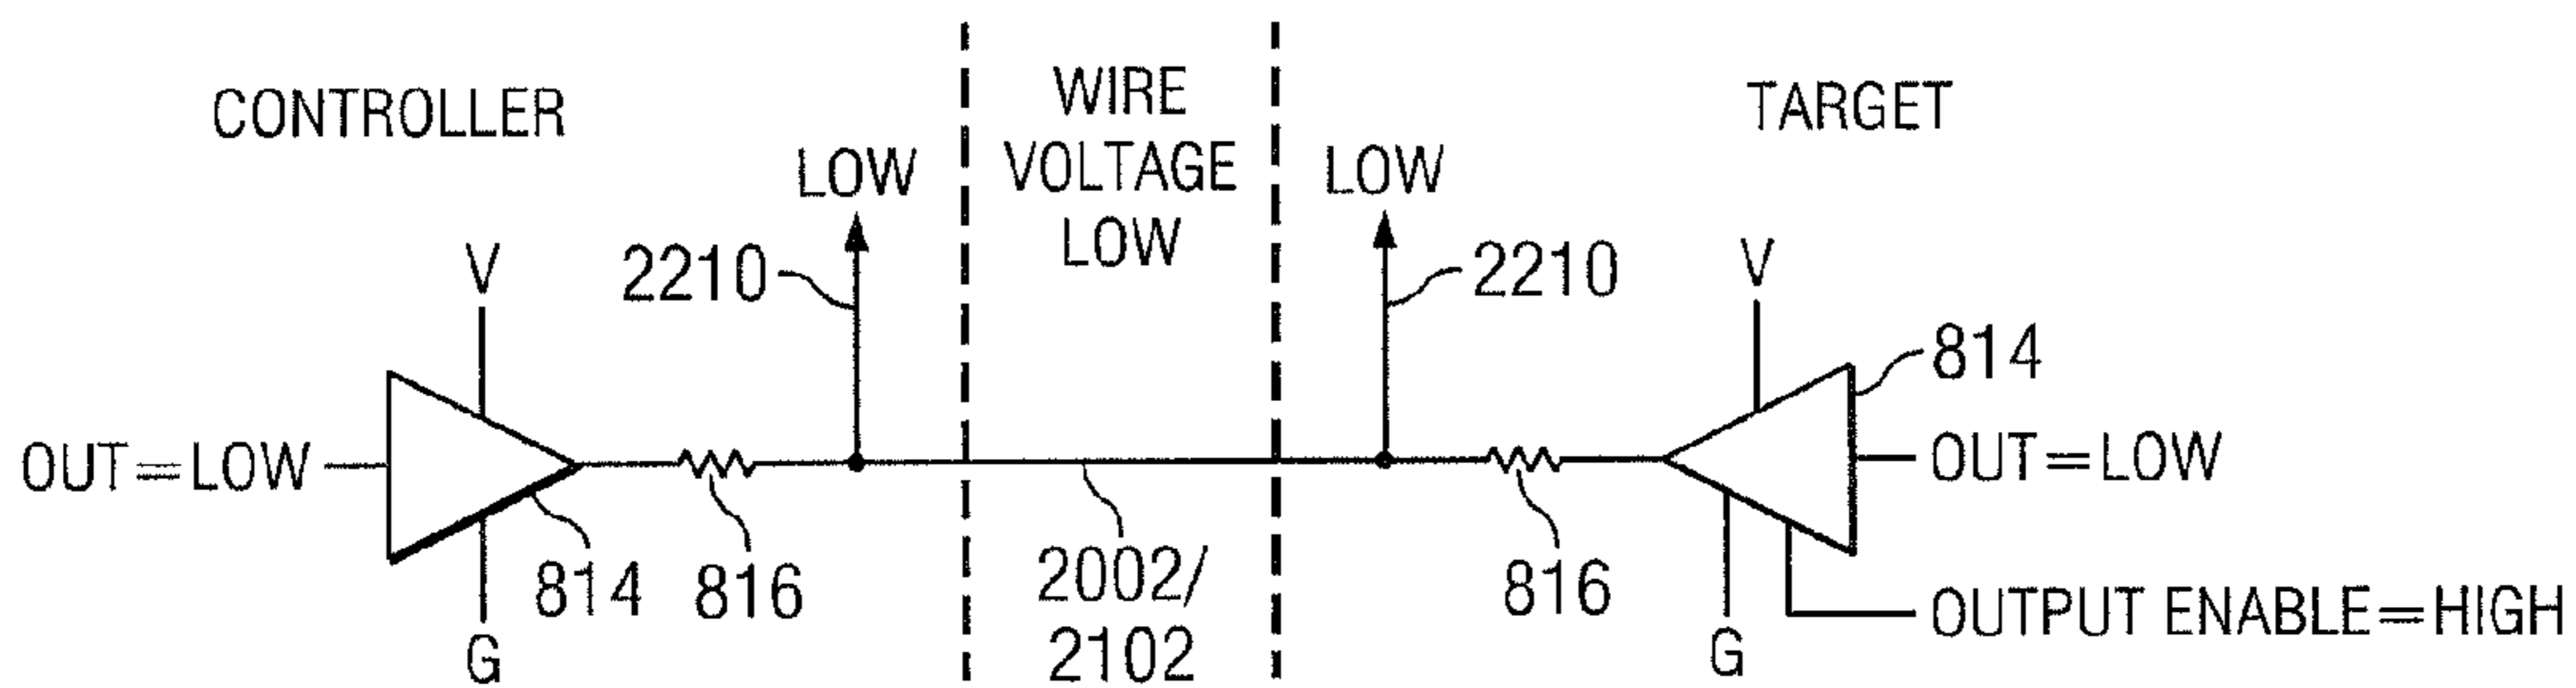 CONTROLLER
WIRE
VOLTAGE
LOW
TARGET
LOW
LOW
V
2210
2210
V
814
OUT=LOW
OUT=LOW
814
816
2002/
2102
816
OUTPUT ENABLE=HIGH
G
G